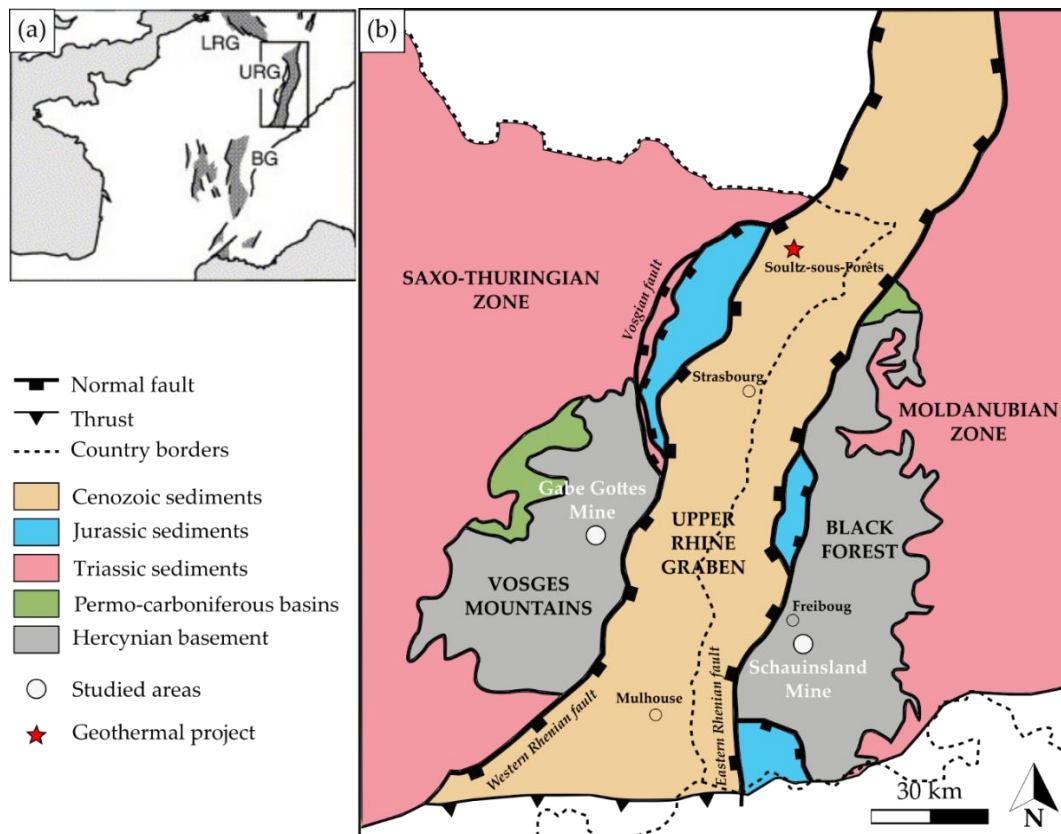 (a)
LRG
URG
BG
Normal fault
Thrust
Country borders
Cenozoic sediments
Jurassic sediments
Triassic sediments
Permo-carboniferous basins
Hercynian basement
Studied areas
Geothermal project
(b)
Soultz-sous-Forêts
SAXO-THURINGIAN
ZONE
Vosgian fault
Strasbourg
MOLDANUBIAN
ZONE
Gabe Gottes
Mine
UPPER
RHINE
GRABEN
BLACK
FOREST
VOSGES
MOUNTAINS
Freiboug
Schauinsland
Mine
Mulhouse
Western Rhenian fault
Eastern Rhenian fault
30 km
N